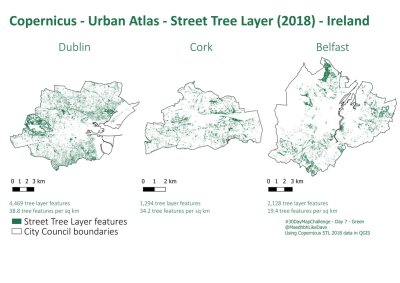 Copernicus - Urban Atlas - Street Tree Layer (2018) - Ireland
Dublin
Cork
Belfast
0 1 2 3 km
0 1 2 km
0 1 2 3 km
4,469 tree layer features
38.8 tree features per sq km
1,294 tree layer features
34.2 tree features per sq km
2,128 tree layer features
19.4 tree features per sq km
Street Tree Layer features
City Council boundaries
#30DayMapChallenge - Day 7 - Green
@MaedhbhLikeDave
Using Copernicus STL 2018 data in QGIS